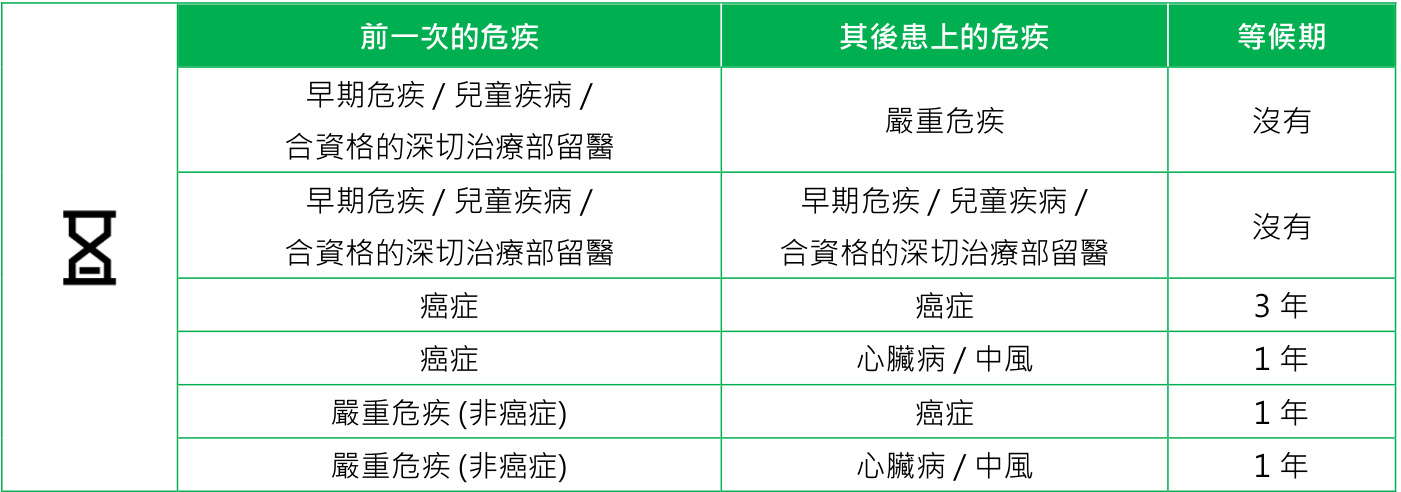 前一次的危疾 其後患上的危疾 等候期
早期危疾 / 兒童疾病 /
合資格的深切治療部留醫
嚴重危疾
沒有
早期危疾 / 兒童疾病 /
合資格的深切治療部留醫
早期危疾 / 兒童疾病 /
合資格的深切治療部留醫
沒有
癌症 癌症 3 年
癌症 心臟病 / 中風 1 年
嚴重危疾 (非癌症) 癌症 1 年
嚴重危疾 (非癌症) 心臟病 / 中風 1 年